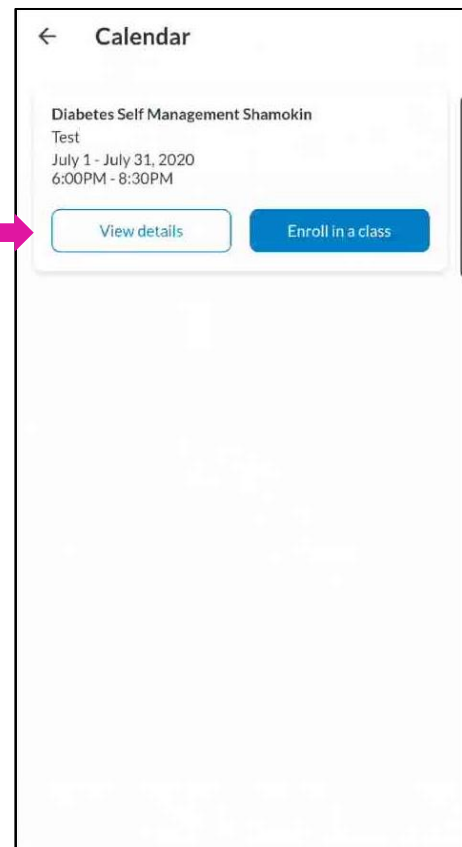 Calendar
Diabetes Self Management Shamokin
Test
July 1 - July 31, 2020
6:00PM - 8:30PM
View details
Enroll in a class